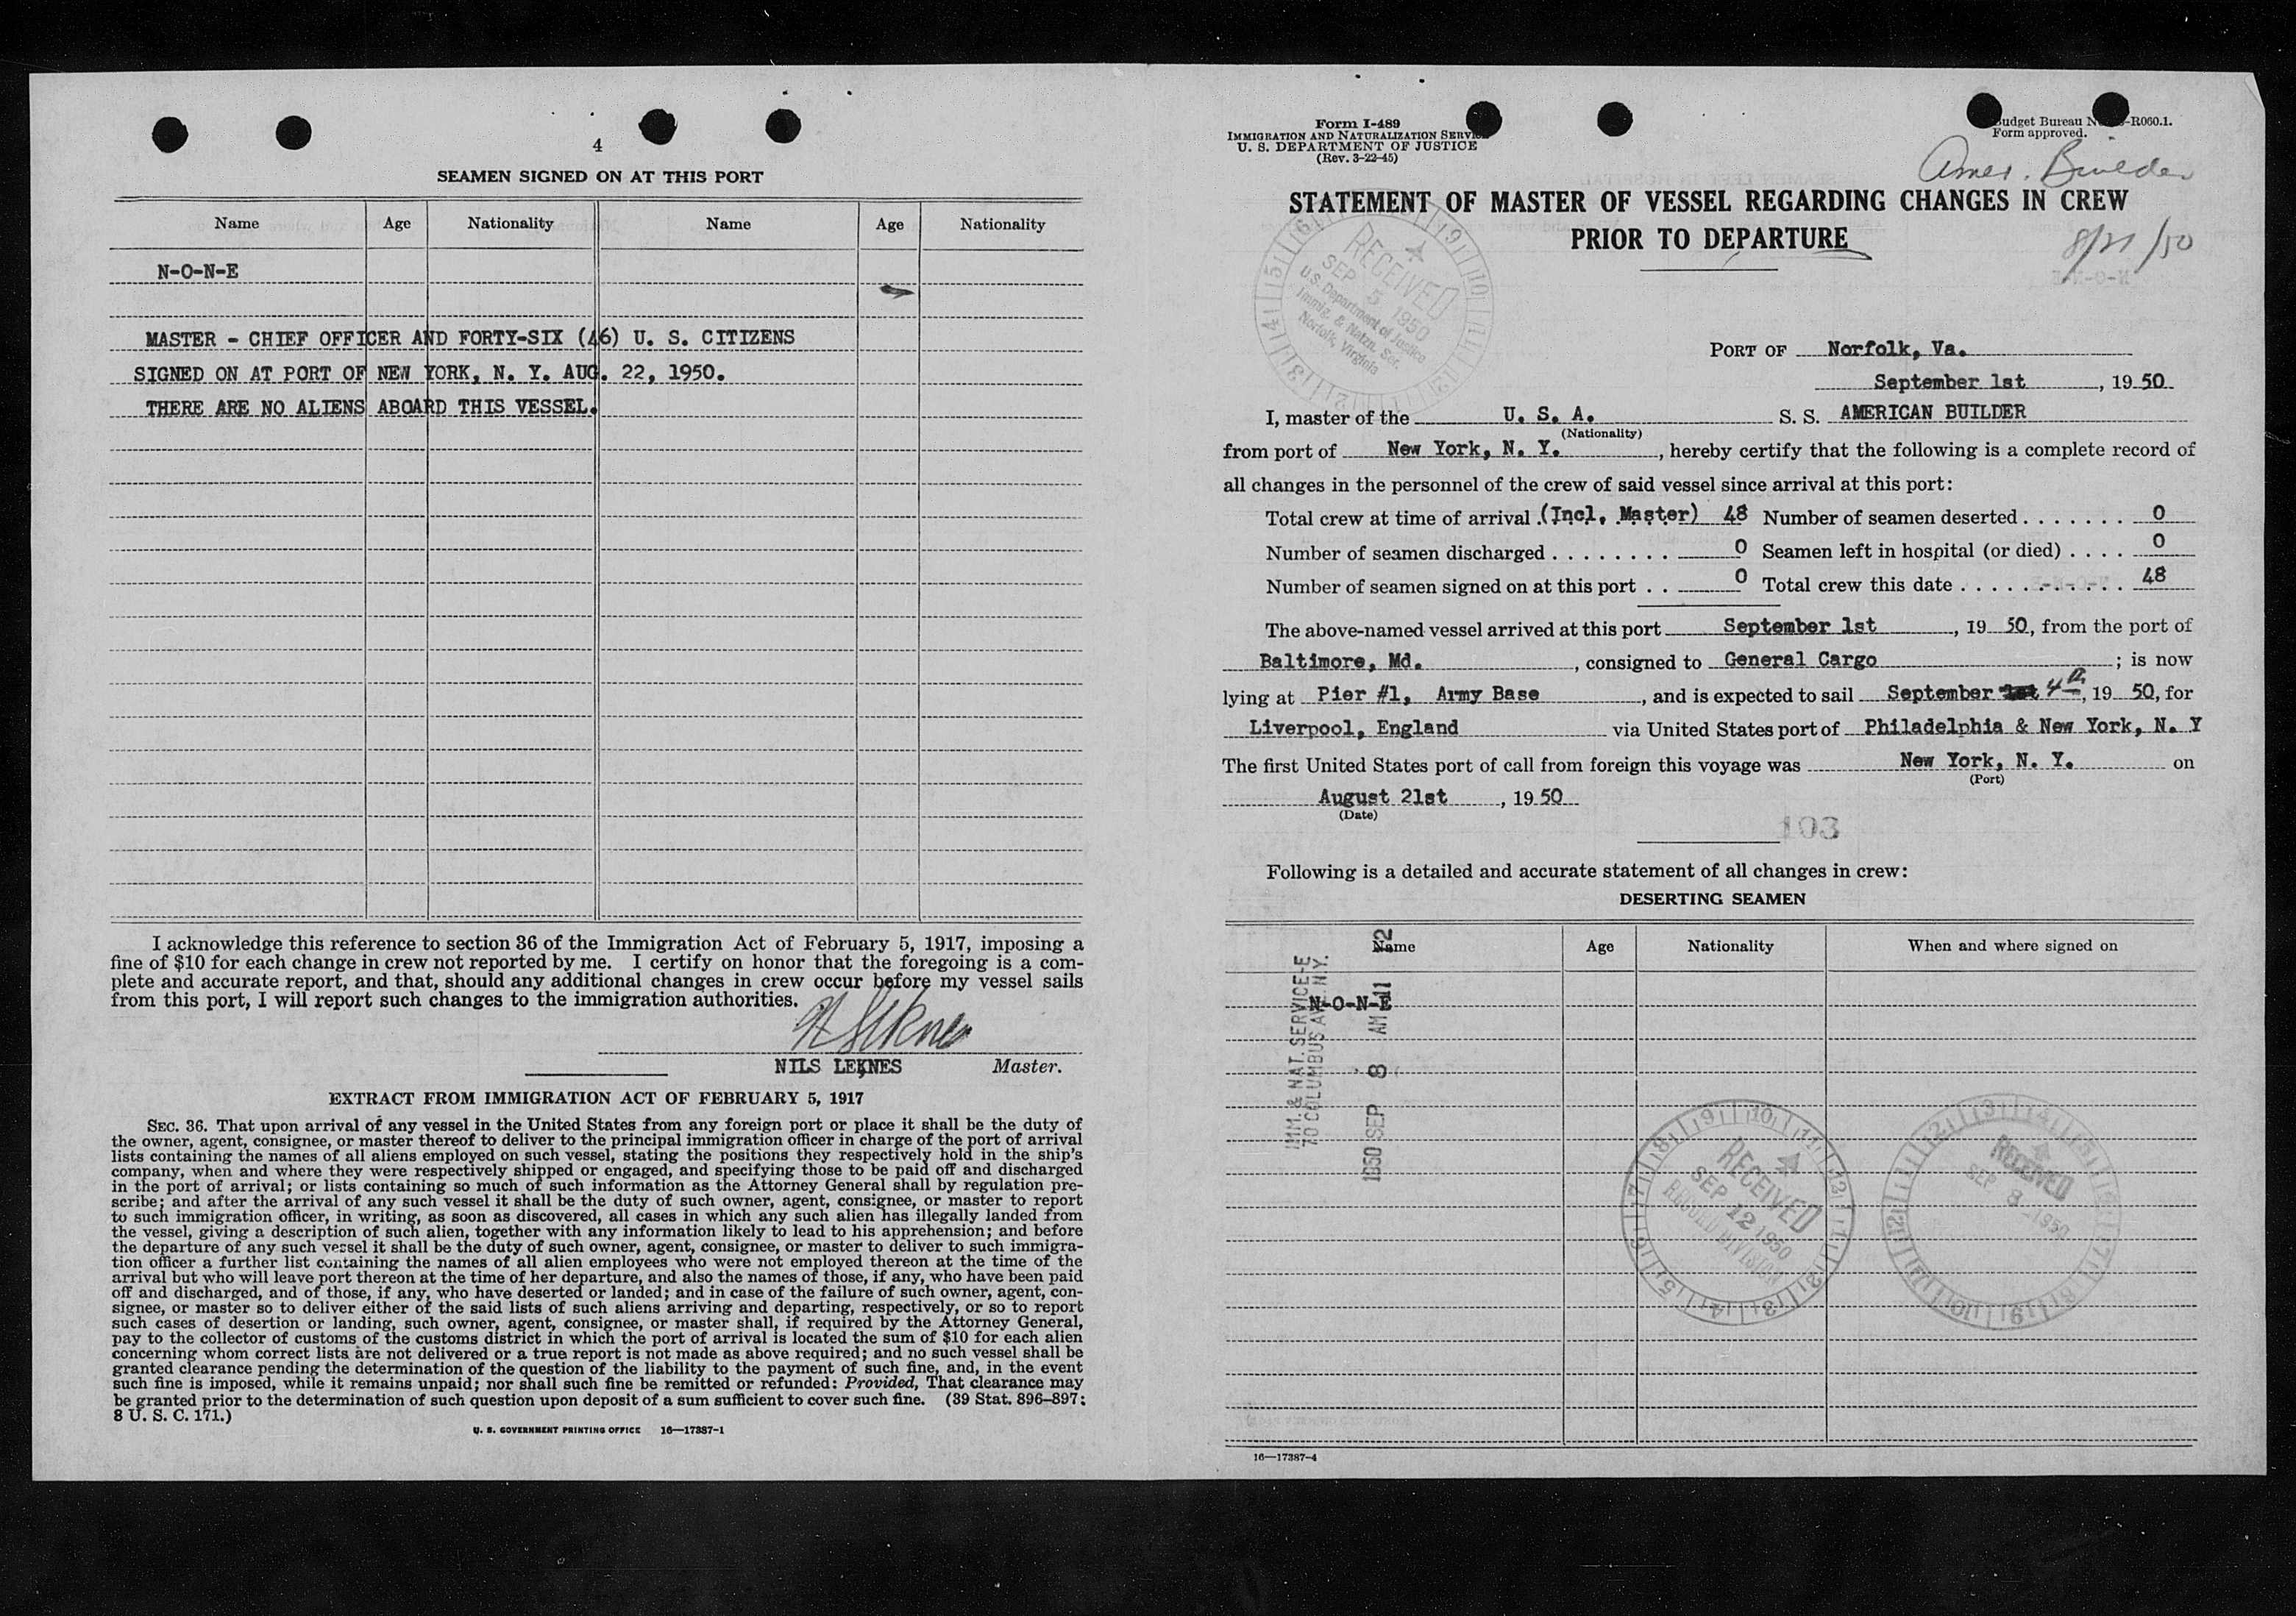 4
SEAMEN SIGNED ON AT THIS PORT
Name Age Nationality Name Age Nationality
N-O-N-E
MASTER - CHIEF OFFICER AND FORTY-SIX (46) U. S. CITIZENS
SIGNED ON AT PORT OF NEW YORK, N. Y. AUG. 22, 1950.
THERE ARE NO ALIENS ABOARD THIS VESSEL.
I acknowledge this reference to section 36 of the Immigration Act of February 5, 1917, imposing a
fine of $10 for each change in crew not reported by me. I certify on honor that the foregoing is a com-
plete and accurate report, and that, should any additional changes in crew occur before my vessel sails
from this port, I will report such changes to the immigration authorities.
NILS LEKNES Master.
EXTRACT FROM IMMIGRATION ACT OF FEBRUARY 5, 1917
SEC. 36. That upon arrival of any vessel in the United States from any foreign port or place it shall be the duty of
the owner, agent, consignee, or master thereof to deliver to the principal immigration officer in charge of the port of arrival
lists containing the names of all aliens employed on such vessel, stating the positions they respectively hold in the ship's
company, when and where they were respectively shipped or engaged, and specifying those to be paid off and discharged
in the port of arrival; or lists containing so much of such information as the Attorney General shall by regulation pre-
scribe; and after the arrival of any such vessel it shall be the duty of such owner, agent, consignee, or master to report
to such immigration officer, in writing, as soon as discovered, all cases in which any such alien has illegally landed from
the vessel, giving a description of such alien, together with any information likely to lead to his apprehension; and before
the departure of any such vessel it shall be the duty of such owner, agent, consignee, or master to deliver to such immigra-
tion officer a further list containing the names of all alien employees who were not employed thereon at the time of the
arrival but who will leave port thereon at the time of her departure, and also the names of those, if any, who have been paid
off and discharged, and of those, if any, who have deserted or landed; and in case of the failure of such owner, agent, con-
signee, or master so to deliver either of the said lists of such aliens arriving and departing, respectively, or so to report
such cases of desertion or landing, such owner, agent, consignee, or master shall, if required by the Attorney General,
pay to the collector of customs of the customs district in which the port of arrival is located the sum of $10 for each alien
concerning whom correct lists are not delivered or a true report is not made as above required; and no such vessel shall be
granted clearance pending the determination of the question of the liability to the payment of such fine, and, in the event
such fine is imposed, while it remains unpaid; nor shall such fine be remitted or refunded: Provided, That clearance may
be granted prior to the determination of such question upon deposit of a sum sufficient to cover such fine. (39 Stat. 896-897;
8 U. S. C. 171.)
U. S. GOVERNMENT PRINTING OFFICE 16—17387-1
Form I-489
IMMIGRATION AND NATURALIZATION SERVICE
U. S. DEPARTMENT OF JUSTICE
(Rev. 3-22-45)
Budget Bureau -R060.1.
Form approved.
Amer. Builder
STATEMENT OF MASTER OF VESSEL REGARDING CHANGES IN CREW
PRIOR TO DEPARTURE
8/21/50
RECEIVED
SEP 5 1950
U.S. Department of Justice
Immig. & Natzn. Ser.
Norfolk, Virginia
PORT OF Norfolk, Va.
September 1st, 1950
I, master of the U. S. A. S. S. AMERICAN BUILDER
(Nationality)
from port of New York, N. Y., hereby certify that the following is a complete record of
all changes in the personnel of the crew of said vessel since arrival at this port:
Total crew at time of arrival (Incl. Master) 48 Number of seamen deserted . . . . . . . 0
Number of seamen discharged . . . . . . . . 0 Seamen left in hospital (or died) . . . . 0
Number of seamen signed on at this port . . 0 Total crew this date . . . . . . . . . . . 48
The above-named vessel arrived at this port September 1st, 1950, from the port of
Baltimore, Md., consigned to General Cargo; is now
lying at Pier #1, Army Base, and is expected to sail September 4th, 1950, for
Liverpool, England via United States port of Philadelphia & New York, N. Y
The first United States port of call from foreign this voyage was New York, N. Y. on
(Port)
August 21st, 1950
(Date)
103
Following is a detailed and accurate statement of all changes in crew:
DESERTING SEAMEN
Name Age Nationality When and where signed on
N-O-N-E
IMM. & NAT. SERVICE-E
70 COLUMBUS AV. N.Y.
1950 SEP 8 AM 11 12
RECEIVED
SEP 12 1950
RECORD DIVISION
RECEIVED
SEP 8 - 1950
16—17387-4